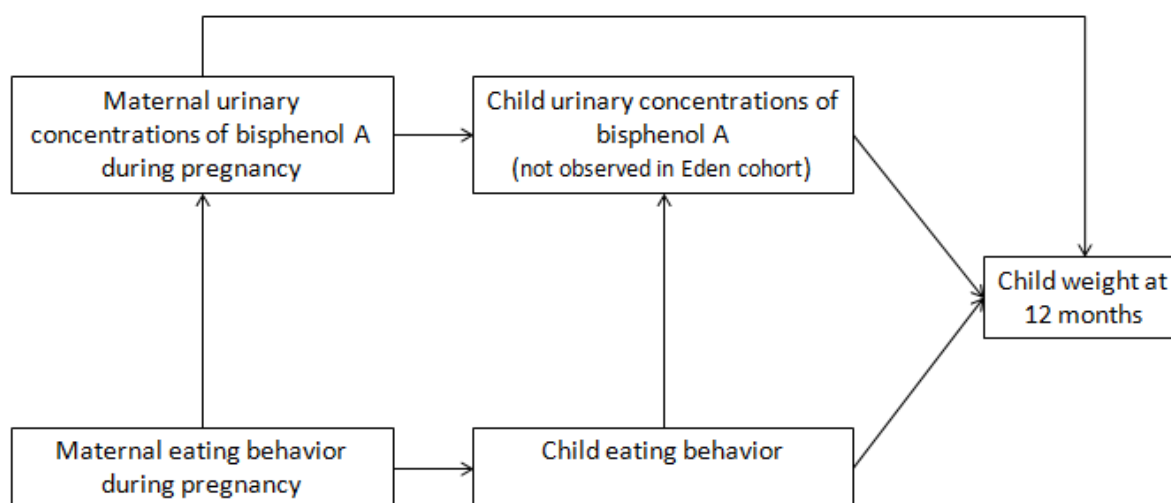 Maternal urinary
concentrations of bisphenol A
during pregnancy
Child urinary concentrations of
bisphenol A
(not observed in Eden cohort)
Child weight at
12 months
Maternal eating behavior
during pregnancy
Child eating behavior